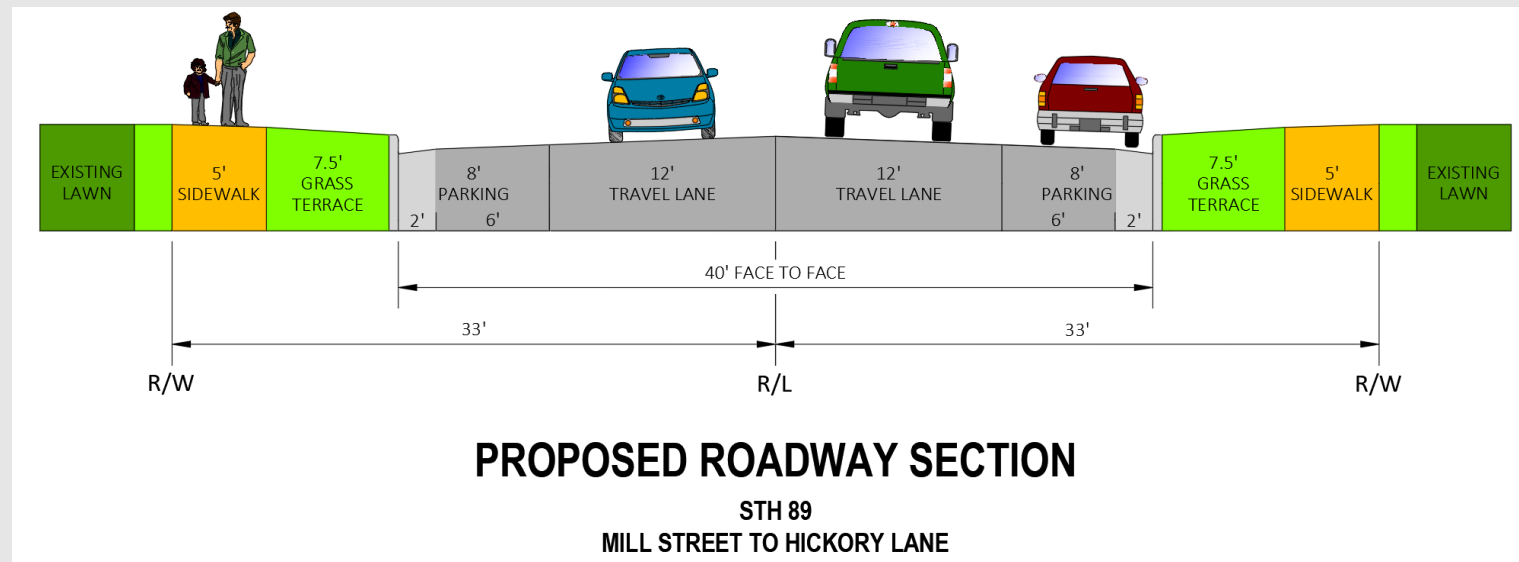 EXISTING
LAWN
5'
SIDEWALK
7.5'
GRASS
TERRACE
8'
PARKING
2'
6'
12'
TRAVEL LANE
12'
TRAVEL LANE
8'
PARKING
6'
2'
7.5'
GRASS
TERRACE
5'
SIDEWALK
EXISTING
LAWN
40' FACE TO FACE
33'
33'
R/W
R/L
R/W
PROPOSED ROADWAY SECTION
STH 89
MILL STREET TO HICKORY LANE